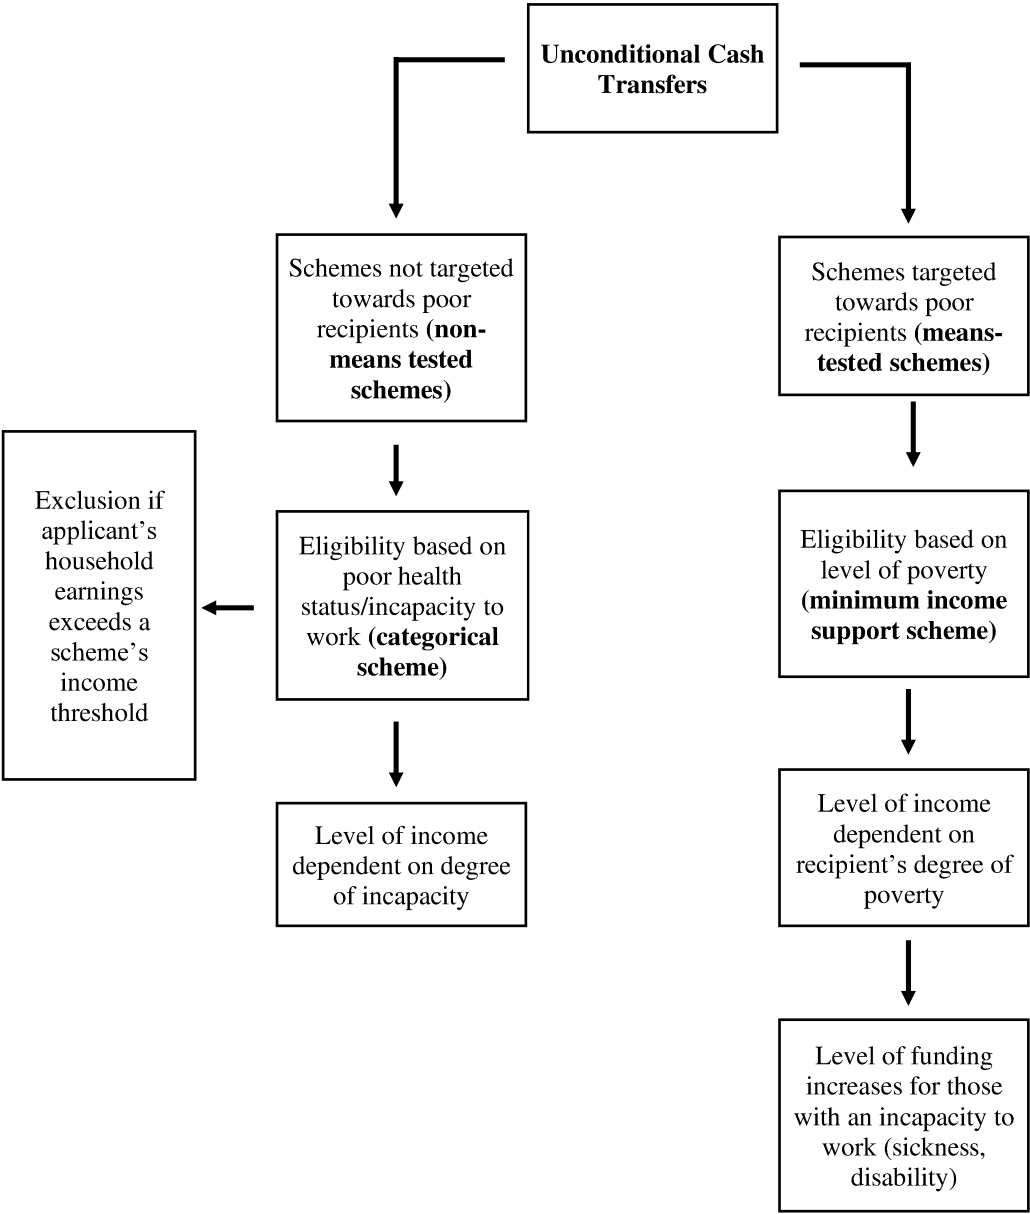 Unconditional Cash
Transfers
Schemes not targeted
towards poor
recipients (non-
means tested
schemes)
Schemes targeted
towards poor
recipients (means-
tested schemes)
Exclusion if
applicant’s
household
earnings
exceeds a
scheme’s
income
threshold
Eligibility based on
poor health
status/incapacity to
work (categorical
scheme)
Eligibility based on
level of poverty
(minimum income
support scheme)
Level of income
dependent on degree
of incapacity
Level of income
dependent on
recipient’s degree of
poverty
Level of funding
increases for those
with an incapacity to
work (sickness,
disability)